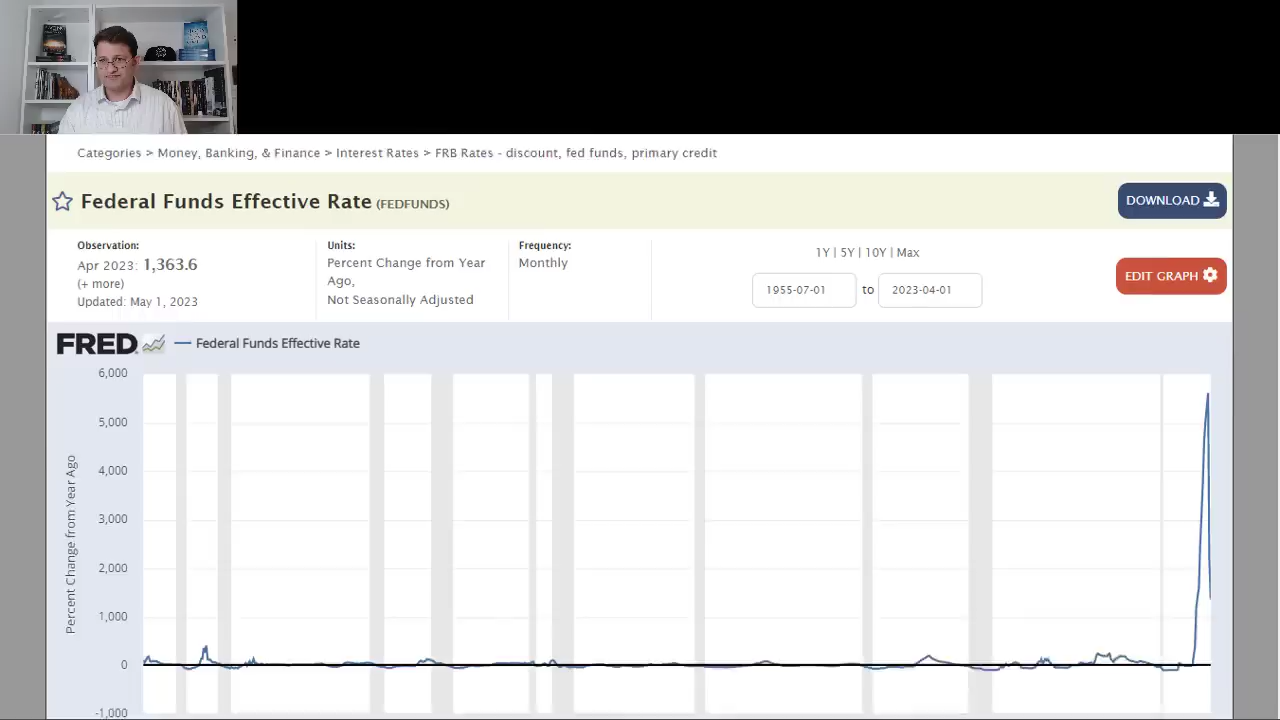 Categories > Money, Banking, & Finance > Interest Rates > FRB Rates - discount, fed funds, primary credit
Federal Funds Effective Rate (FEDFUNDS)
DOWNLOAD
Observation:
Apr 2023: 1,363.6
(+ more)
Updated: May 1, 2023
Units:
Percent Change from Year
Ago,
Not Seasonally Adjusted
Frequency:
Monthly
1Y | 5Y | 10Y | Max
1955-07-01 to 2023-04-01
EDIT GRAPH
FRED Federal Funds Effective Rate
Percent Change from Year Ago
6,000
5,000
4,000
3,000
2,000
1,000
0
-1,000